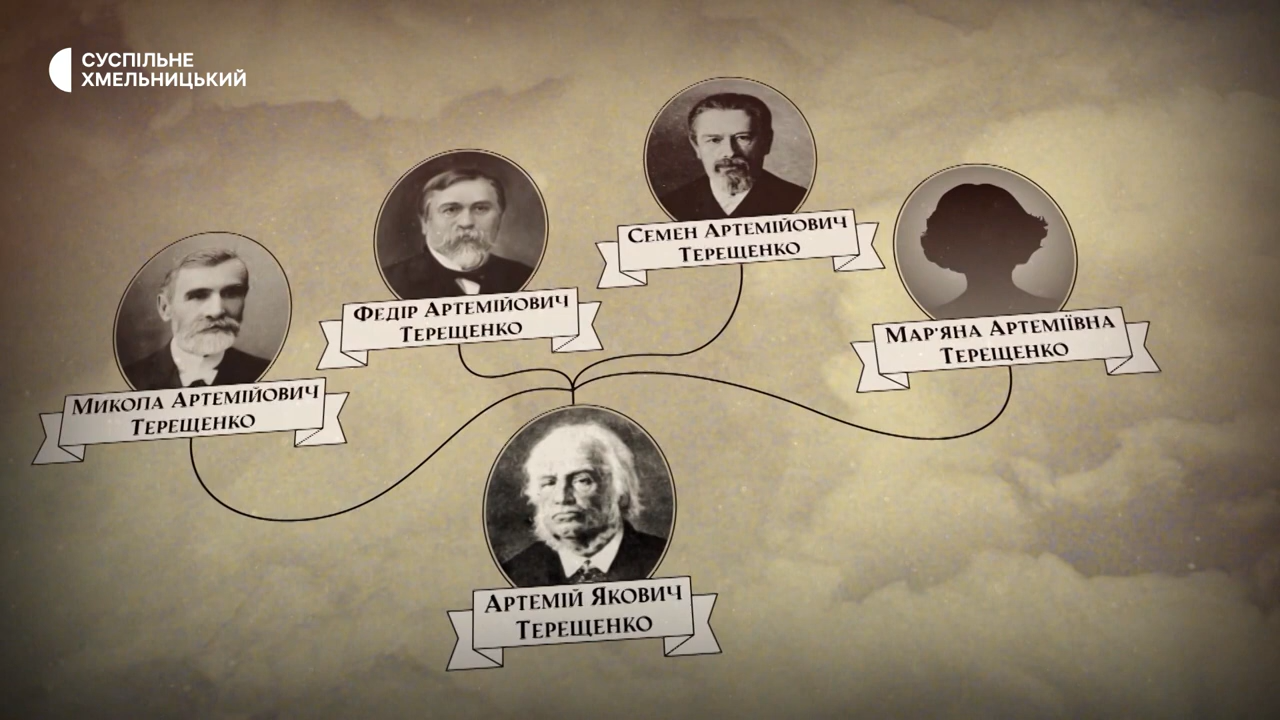 СУСПІЛЬНЕ
ХМЕЛЬНИЦЬКИЙ
Семен Артемійович
Терещенко
Федір Артемійович
Терещенко
Мар'яна Артеміївна
Терещенко
Микола Артемійович
Терещенко
Артемій Якович
Терещенко